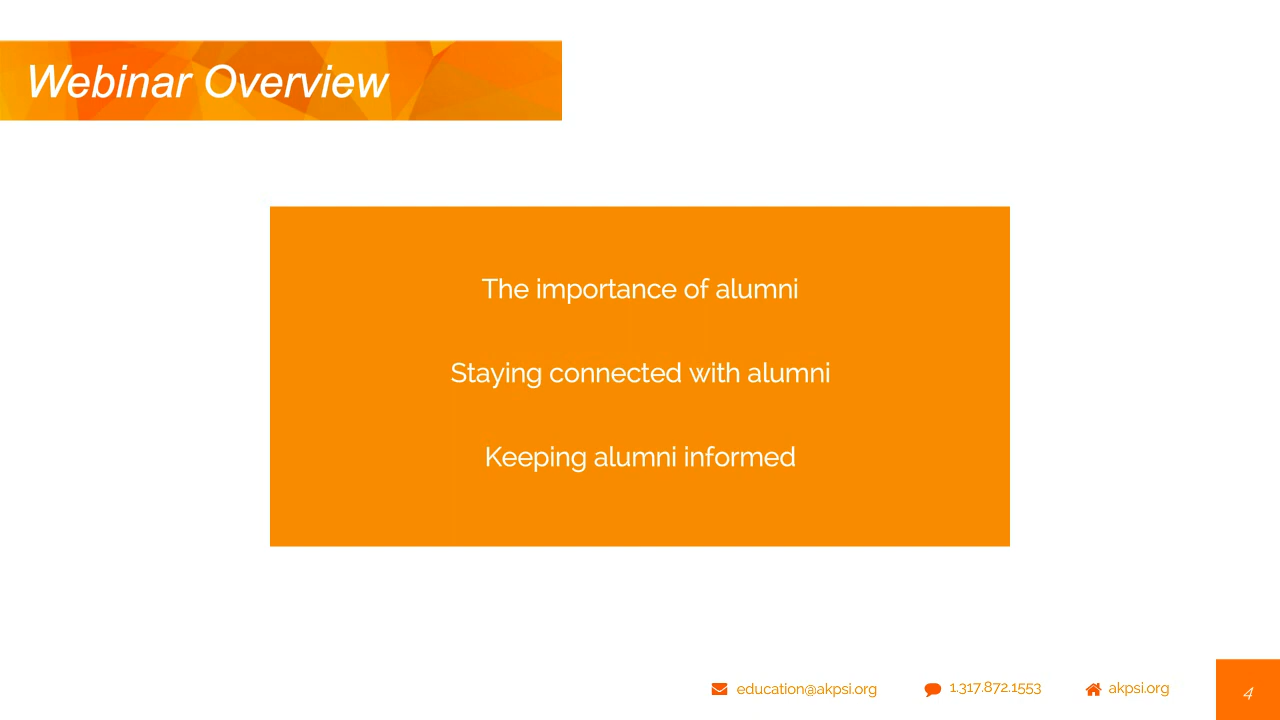 Webinar Overview
The importance of alumni
Staying connected with alumni
Keeping alumni informed
education@akpsi.org
1.317.872.1553
akpsi.org
4